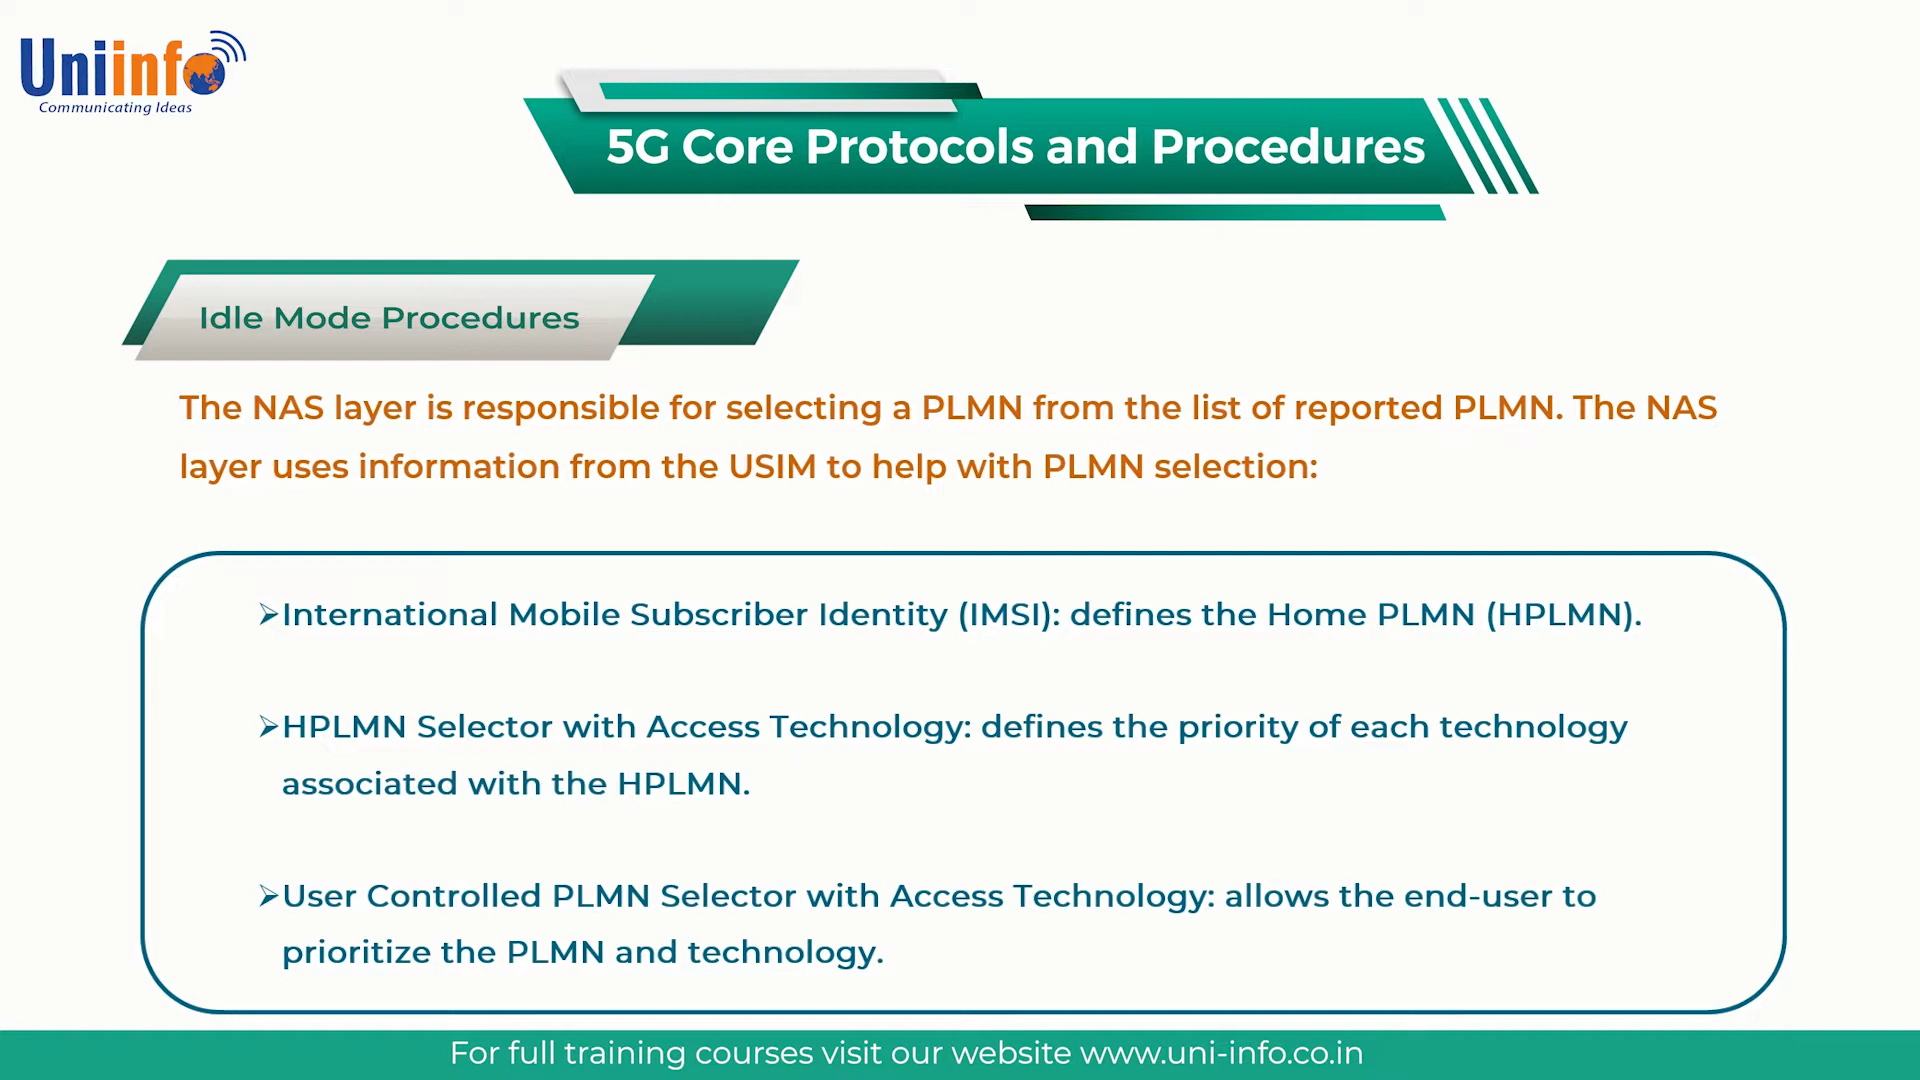 Uniinfo
Communicating Ideas
5G Core Protocols and Procedures
Idle Mode Procedures
The NAS layer is responsible for selecting a PLMN from the list of reported PLMN. The NAS
layer uses information from the USIM to help with PLMN selection:
➢International Mobile Subscriber Identity (IMSI): defines the Home PLMN (HPLMN).
➢HPLMN Selector with Access Technology: defines the priority of each technology
associated with the HPLMN.
➢User Controlled PLMN Selector with Access Technology: allows the end-user to
prioritize the PLMN and technology.
For full training courses visit our website www.uni-info.co.in